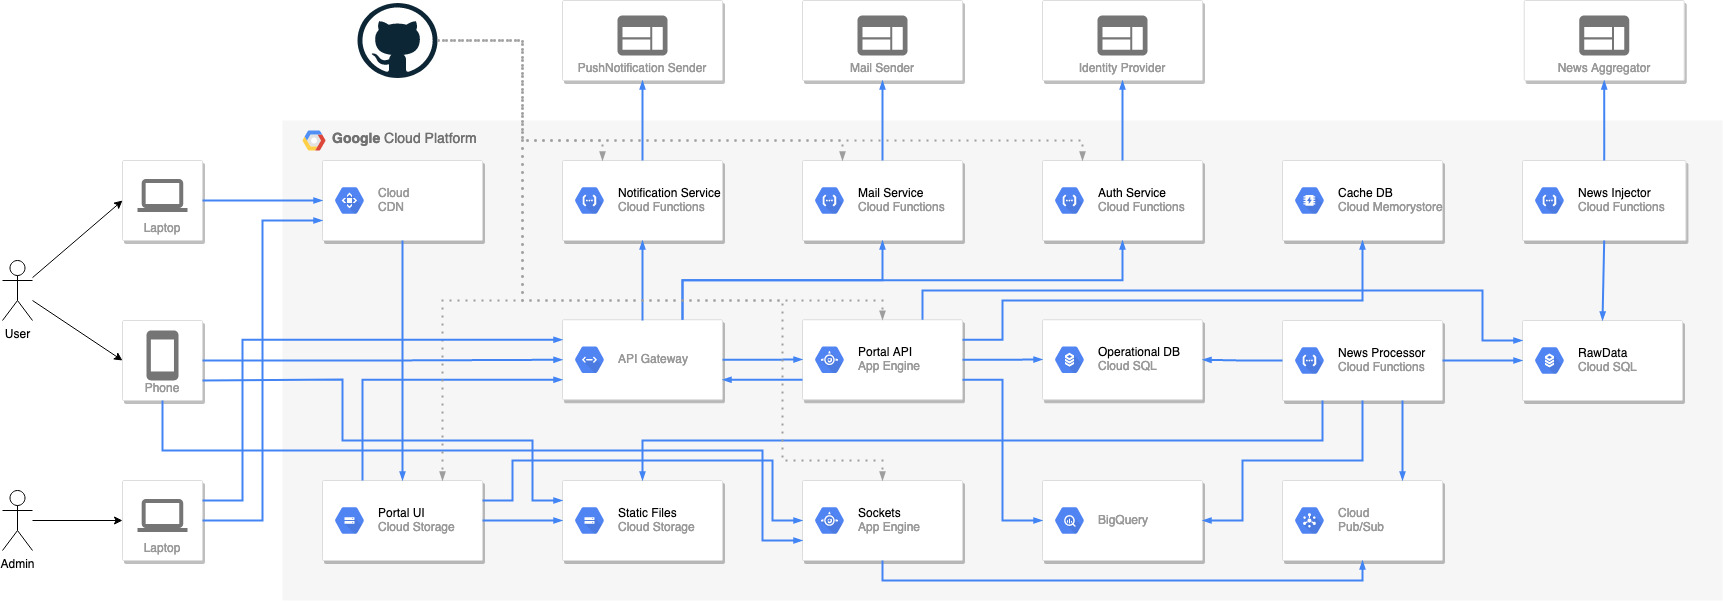 PushNotification Sender
Mail Sender
Identity Provider
News Aggregator
Google Cloud Platform
Laptop
Cloud
CDN
Notification Service
Cloud Functions
Mail Service
Cloud Functions
Auth Service
Cloud Functions
Cache DB
Cloud Memorystore
News Injector
Cloud Functions
User
Phone
API Gateway
Portal API
App Engine
Operational DB
Cloud SQL
News Processor
Cloud Functions
RawData
Cloud SQL
Admin
Laptop
Portal UI
Cloud Storage
Static Files
Cloud Storage
Sockets
App Engine
BigQuery
Cloud
Pub/Sub